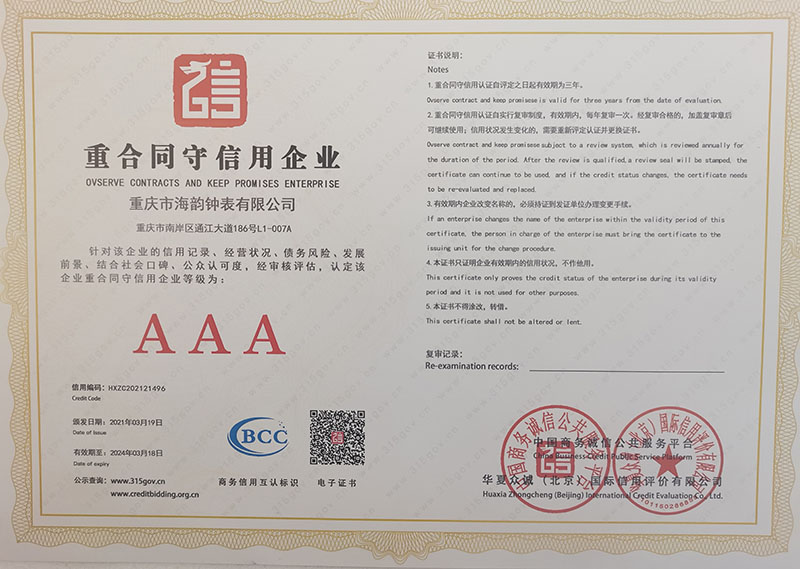 重合同守信用企业
OVSERVE CONTRACTS AND KEEP PROMISES ENTERPRISE
重庆市海韵钟表有限公司
重庆市南岸区通江大道186号L1-007A
针对该企业的信用记录、经营状况、债务风险、发展
前景、结合社会口碑、公众认可度，经审核评估，认定该
企业重合同守信用企业等级为：
AAA
信用编码：HXZC202121496
Credit Code
颁发日期：2021年03月19日
Date of Issue
有效期至：2024年03月18日
Date of expiry
公示查询：www.315gov.cn
www.creditbidding.org.cn
BCC
商务信用互认标识
电子证书
证书说明：
Notes
1. 重合同守信用认证自评定之日起有效期为三年。
Ovserve contract and keep promisese is valid for three years from the date of evaluation.
2. 重合同守信用认证自实行复审制度，有效期内，每年复审一次。经复审合格的，加盖复审章后
可继续使用；信用状况发生变化的，需要重新评定认证并更换证书。
Ovserve contract and keep promisese subject to a review system, which is reviewed annually for
the duration of the period. After the review is qualified, a review seal will be stamped, the
certificate can continue to be used, and if the credit status changes, the certificate needs
to be re-evaluated and replaced.
3. 有效期内企业改变名称的，必须持证到发证单位办理变更手续。
If an enterprise changes the name of the enterprise within the validity period of this
certificate, the person in charge of the enterprise must bring the certificate to the
issuing unit for the change procedure.
4. 本证书只证明企业有效期内的信用状况，不作他用。
This certificate only proves the credit status of the enterprise during its validity
period and it is not used for other purposes.
5. 本证书不得涂改，转借。
This certificate shall not be altered or lent.
复审记录：
Re-examination records:
中国商务诚信公共服务平台
China Business Credit Public Service Platform
华夏众诚（北京）国际信用评价有限公司
Huaxia Zhongcheng (Beijing) International Credit Evaluation Co., Ltd.